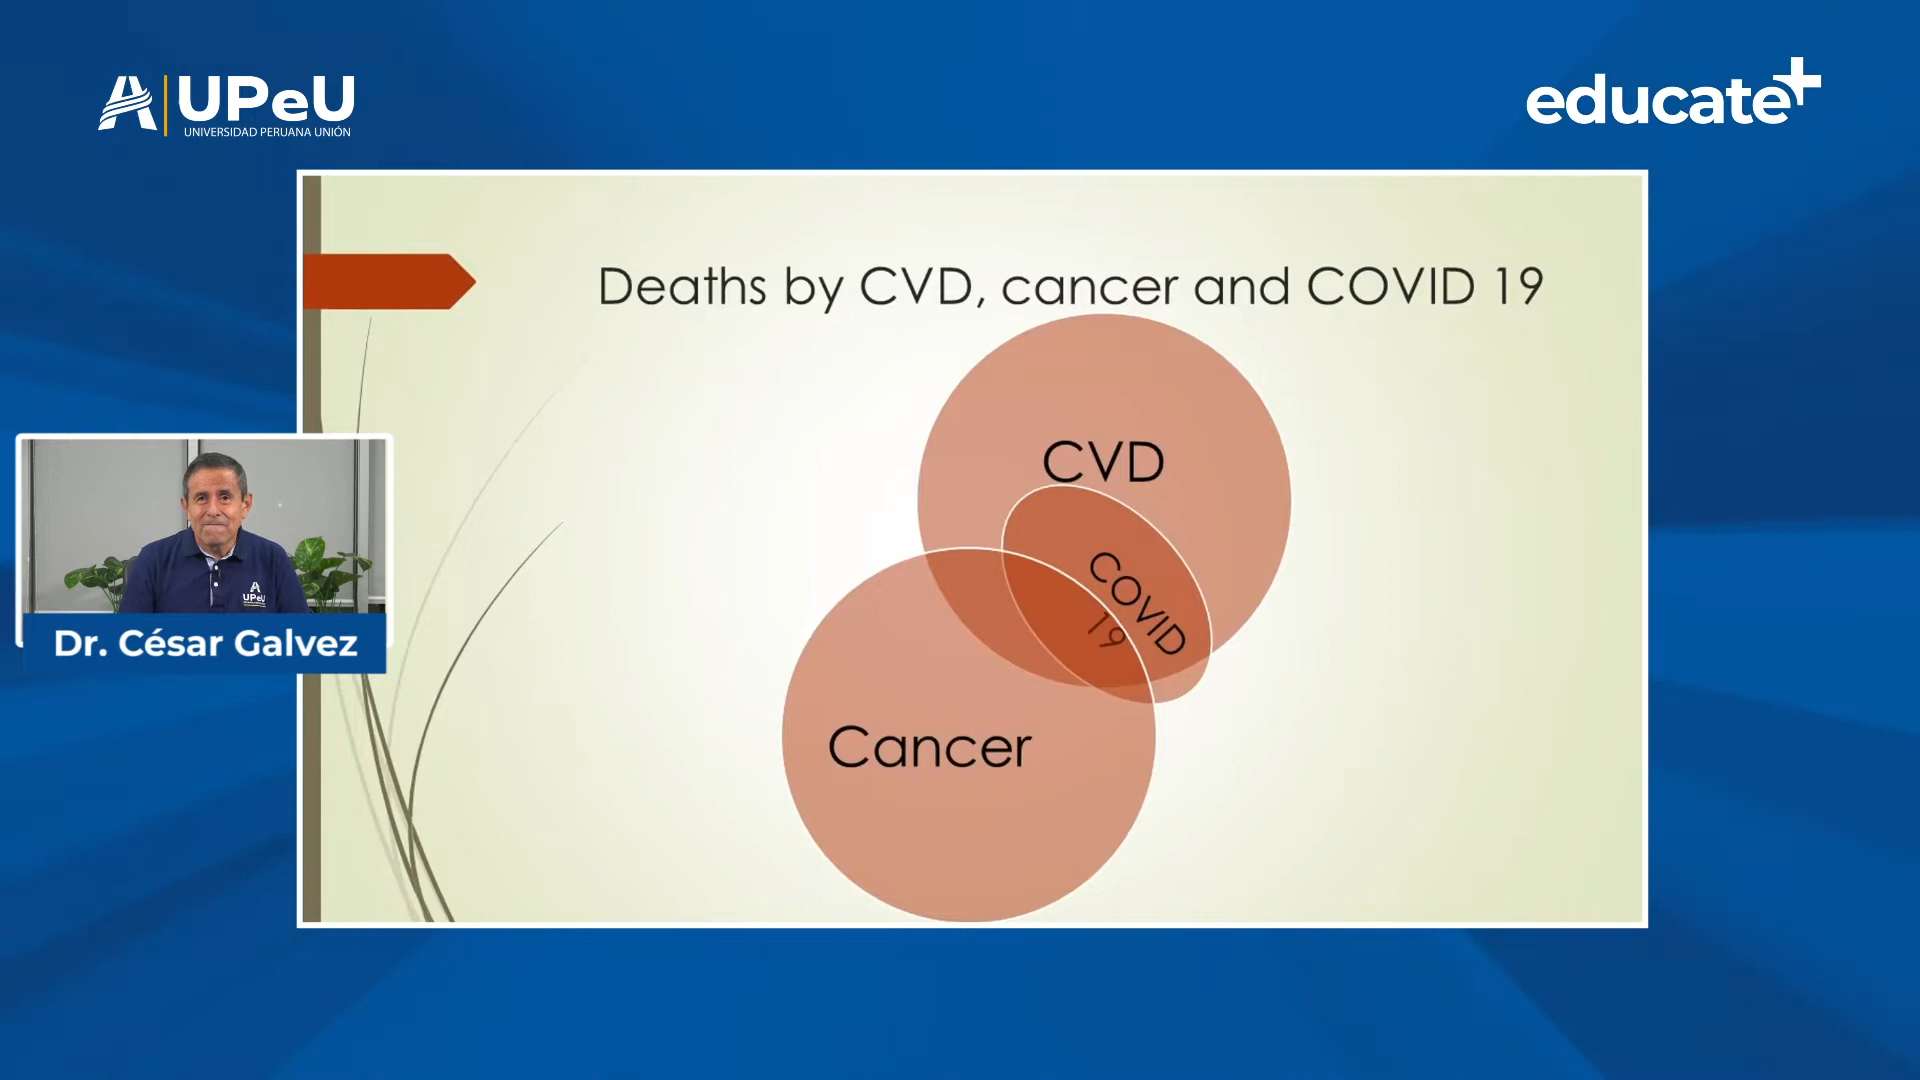 UPeU
UNIVERSIDAD PERUANA UNIÓN
educate+
Deaths by CVD, cancer and COVID 19
CVD
COVID
19
Cancer
UPeU
Dr. César Galvez